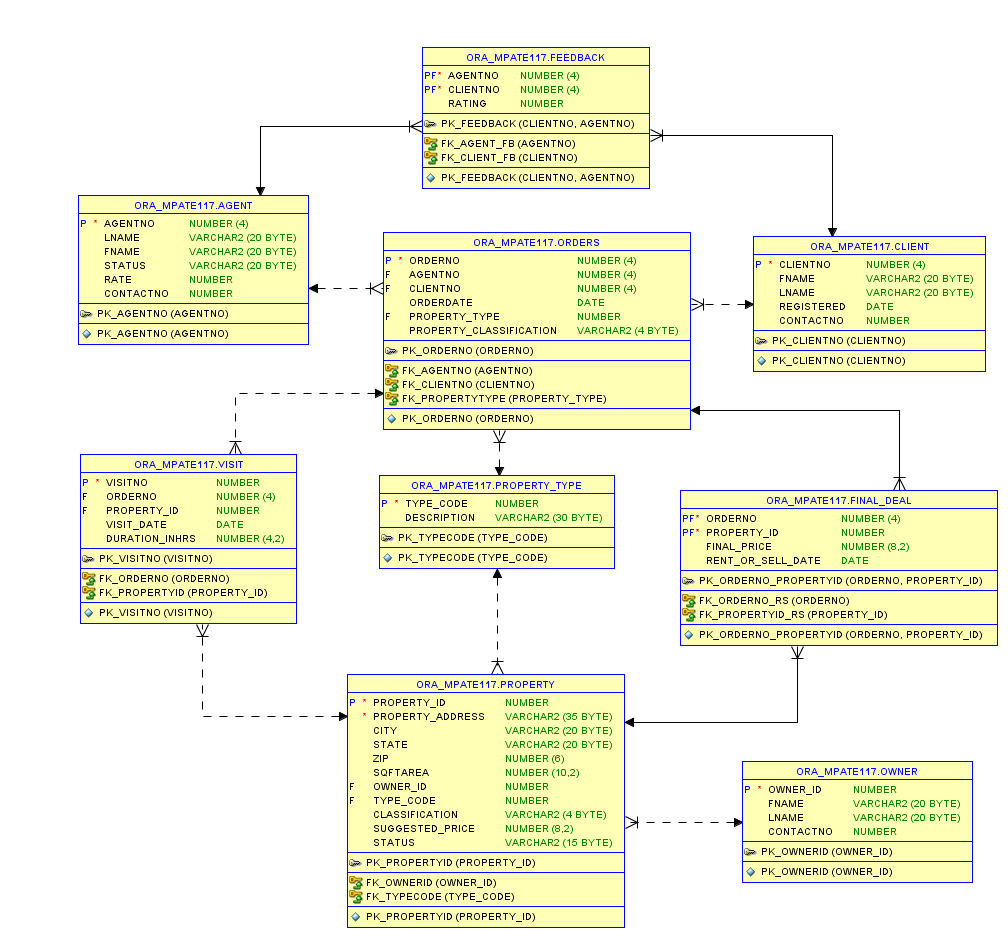 ORA_MPATE117.FEEDBACK
PF* AGENTNO NUMBER (4)
PF* CLIENTNO NUMBER (4)
RATING NUMBER
PK_FEEDBACK (CLIENTNO, AGENTNO)
FK_AGENT_FB (AGENTNO)
FK_CLIENT_FB (CLIENTNO)
PK_FEEDBACK (CLIENTNO, AGENTNO)
ORA_MPATE117.AGENT
P * AGENTNO NUMBER (4)
LNAME VARCHAR2 (20 BYTE)
FNAME VARCHAR2 (20 BYTE)
STATUS VARCHAR2 (20 BYTE)
RATE NUMBER
CONTACTNO NUMBER
PK_AGENTNO (AGENTNO)
PK_AGENTNO (AGENTNO)
ORA_MPATE117.ORDERS
P * ORDERNO NUMBER (4)
F AGENTNO NUMBER (4)
F CLIENTNO NUMBER (4)
ORDERDATE DATE
F PROPERTY_TYPE NUMBER
PROPERTY_CLASSIFICATION VARCHAR2 (4 BYTE)
PK_ORDERNO (ORDERNO)
FK_AGENTNO (AGENTNO)
FK_CLIENTNO (CLIENTNO)
FK_PROPERTYTYPE (PROPERTY_TYPE)
PK_ORDERNO (ORDERNO)
ORA_MPATE117.CLIENT
P * CLIENTNO NUMBER (4)
FNAME VARCHAR2 (20 BYTE)
LNAME VARCHAR2 (20 BYTE)
REGISTERED DATE
CONTACTNO NUMBER
PK_CLIENTNO (CLIENTNO)
PK_CLIENTNO (CLIENTNO)
ORA_MPATE117.VISIT
P * VISITNO NUMBER
F ORDERNO NUMBER (4)
F PROPERTY_ID NUMBER
VISIT_DATE DATE
DURATION_INHRS NUMBER (4,2)
PK_VISITNO (VISITNO)
FK_ORDERNO (ORDERNO)
FK_PROPERTYID (PROPERTY_ID)
PK_VISITNO (VISITNO)
ORA_MPATE117.PROPERTY_TYPE
P * TYPE_CODE NUMBER
DESCRIPTION VARCHAR2 (30 BYTE)
PK_TYPECODE (TYPE_CODE)
PK_TYPECODE (TYPE_CODE)
ORA_MPATE117.FINAL_DEAL
PF* ORDERNO NUMBER (4)
PF* PROPERTY_ID NUMBER
FINAL_PRICE NUMBER (8,2)
RENT_OR_SELL_DATE DATE
PK_ORDERNO_PROPERTYID (ORDERNO, PROPERTY_ID)
FK_ORDERNO_RS (ORDERNO)
FK_PROPERTYID_RS (PROPERTY_ID)
PK_ORDERNO_PROPERTYID (ORDERNO, PROPERTY_ID)
ORA_MPATE117.PROPERTY
P * PROPERTY_ID NUMBER
* PROPERTY_ADDRESS VARCHAR2 (35 BYTE)
CITY VARCHAR2 (20 BYTE)
STATE VARCHAR2 (20 BYTE)
ZIP NUMBER (6)
SQFTAREA NUMBER (10,2)
F OWNER_ID NUMBER
F TYPE_CODE NUMBER
CLASSIFICATION VARCHAR2 (4 BYTE)
SUGGESTED_PRICE NUMBER (8,2)
STATUS VARCHAR2 (15 BYTE)
PK_PROPERTYID (PROPERTY_ID)
FK_OWNERID (OWNER_ID)
FK_TYPECODE (TYPE_CODE)
PK_PROPERTYID (PROPERTY_ID)
ORA_MPATE117.OWNER
P * OWNER_ID NUMBER
FNAME VARCHAR2 (20 BYTE)
LNAME VARCHAR2 (20 BYTE)
CONTACTNO NUMBER
PK_OWNERID (OWNER_ID)
PK_OWNERID (OWNER_ID)